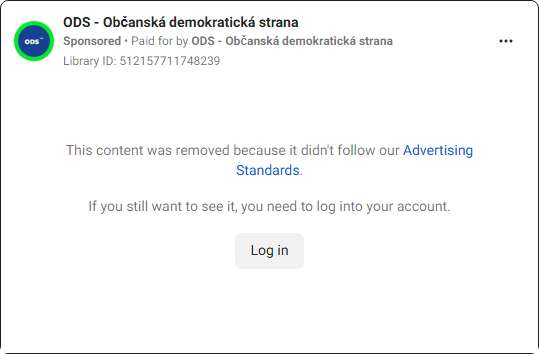 ODS - Občanská demokratická strana
Sponsored • Paid for by ODS - Občanská demokratická strana
Library ID: 512157711748239
ODS
This content was removed because it didn't follow our Advertising
Standards.
If you still want to see it, you need to log into your account.
Log in